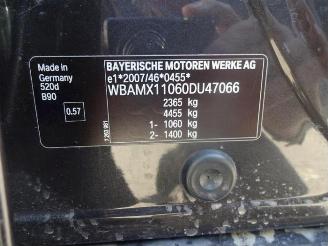 BAYERISCHE MOTOREN WERKE AG
Made in
Germany
520d
B90
0.57
e1*2007/46*0455*
WBAMX11060DU47066
2365 kg
4455 kg
1- 1060 kg
2- 1400 kg